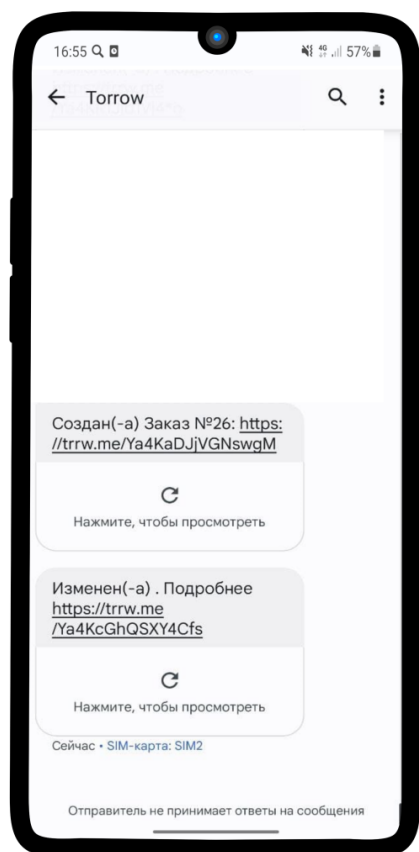 16:55
4G
57%
Torrow
Создан(-а) Заказ №26: https:
//trrw.me/Ya4KaDJjVGNswgM
Нажмите, чтобы просмотреть
Изменен(-а) . Подробнее
https://trrw.me
/Ya4KcGhQSXY4Cfs
Нажмите, чтобы просмотреть
Сейчас • SIM-карта: SIM2
Отправитель не принимает ответы на сообщения